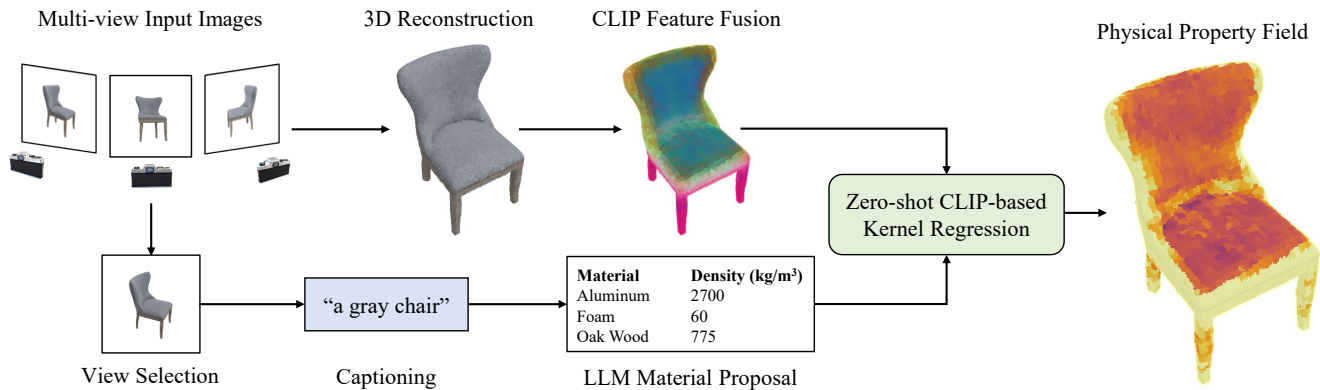 Multi-view Input Images
3D Reconstruction
CLIP Feature Fusion
Physical Property Field
Zero-shot CLIP-based
Kernel Regression
"a gray chair"
Material Density (kg/m³)
Aluminum 2700
Foam 60
Oak Wood 775
View Selection
Captioning
LLM Material Proposal